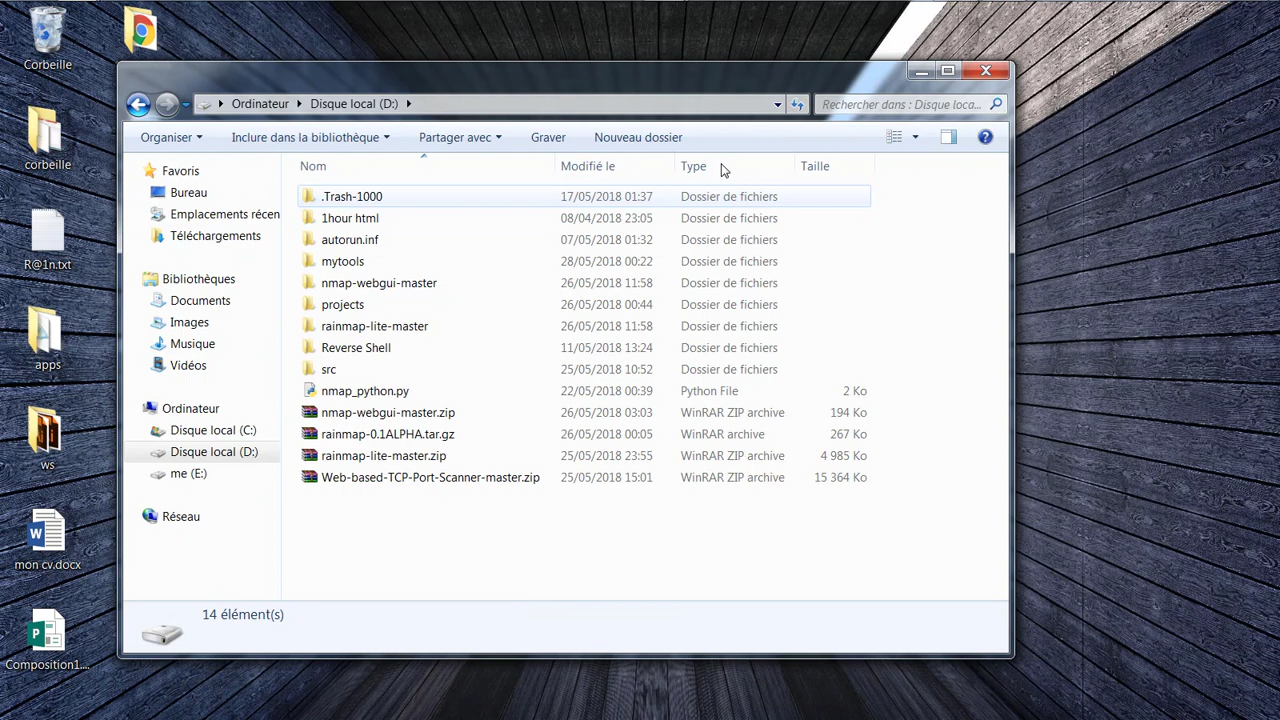 Corbeille
corbeille
R@1n.txt
apps
ws
mon cv.docx
Composition1....
Ordinateur Disque local (D:)
Rechercher dans : Disque loca...
Organiser Inclure dans la bibliothèque Partager avec Graver Nouveau dossier
Favoris
Bureau
Emplacements récen
Téléchargements
Bibliothèques
Documents
Images
Musique
Vidéos
Ordinateur
Disque local (C:)
Disque local (D:)
me (E:)
Réseau
Nom Modifié le Type Taille
.Trash-1000 17/05/2018 01:37 Dossier de fichiers
1hour html 08/04/2018 23:05 Dossier de fichiers
autorun.inf 07/05/2018 01:32 Dossier de fichiers
mytools 28/05/2018 00:22 Dossier de fichiers
nmap-webgui-master 26/05/2018 11:58 Dossier de fichiers
projects 26/05/2018 00:44 Dossier de fichiers
rainmap-lite-master 26/05/2018 11:58 Dossier de fichiers
Reverse Shell 11/05/2018 13:24 Dossier de fichiers
src 25/05/2018 10:52 Dossier de fichiers
nmap_python.py 22/05/2018 00:39 Python File 2 Ko
nmap-webgui-master.zip 26/05/2018 03:03 WinRAR ZIP archive 194 Ko
rainmap-0.1ALPHA.tar.gz 26/05/2018 00:05 WinRAR archive 267 Ko
rainmap-lite-master.zip 25/05/2018 23:55 WinRAR ZIP archive 4 985 Ko
Web-based-TCP-Port-Scanner-master.zip 25/05/2018 15:01 WinRAR ZIP archive 15 364 Ko
14 élément(s)